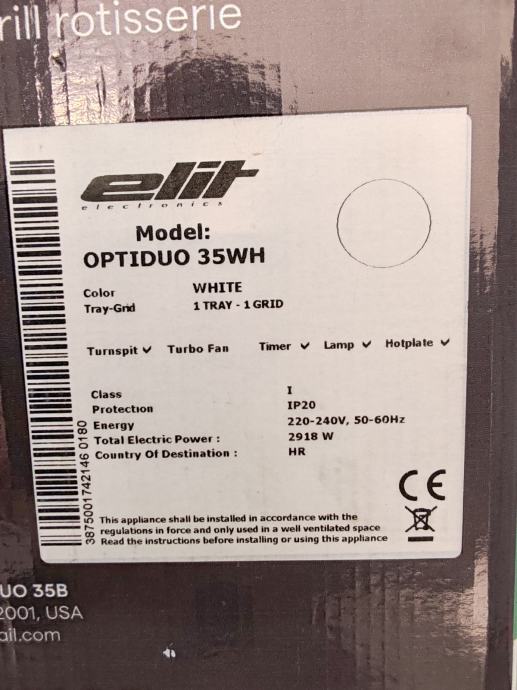 rill rotisserie
elit
electronics
Model:
OPTIDUO 35WH
Color WHITE
Tray-Grid 1 TRAY - 1 GRID
Turnspit ✓ Turbo Fan Timer ✓ Lamp ✓ Hotplate ✓
Class I
Protection IP20
Energy 220-240V, 50-60Hz
Total Electric Power : 2918 W
Country Of Destination : HR
3875001742146 0180
CE
This appliance shall be installed in accordance with the
regulations in force and only used in a well ventilated space
Read the instructions before installing or using this appliance
UO 35B
2001, USA
ail.com